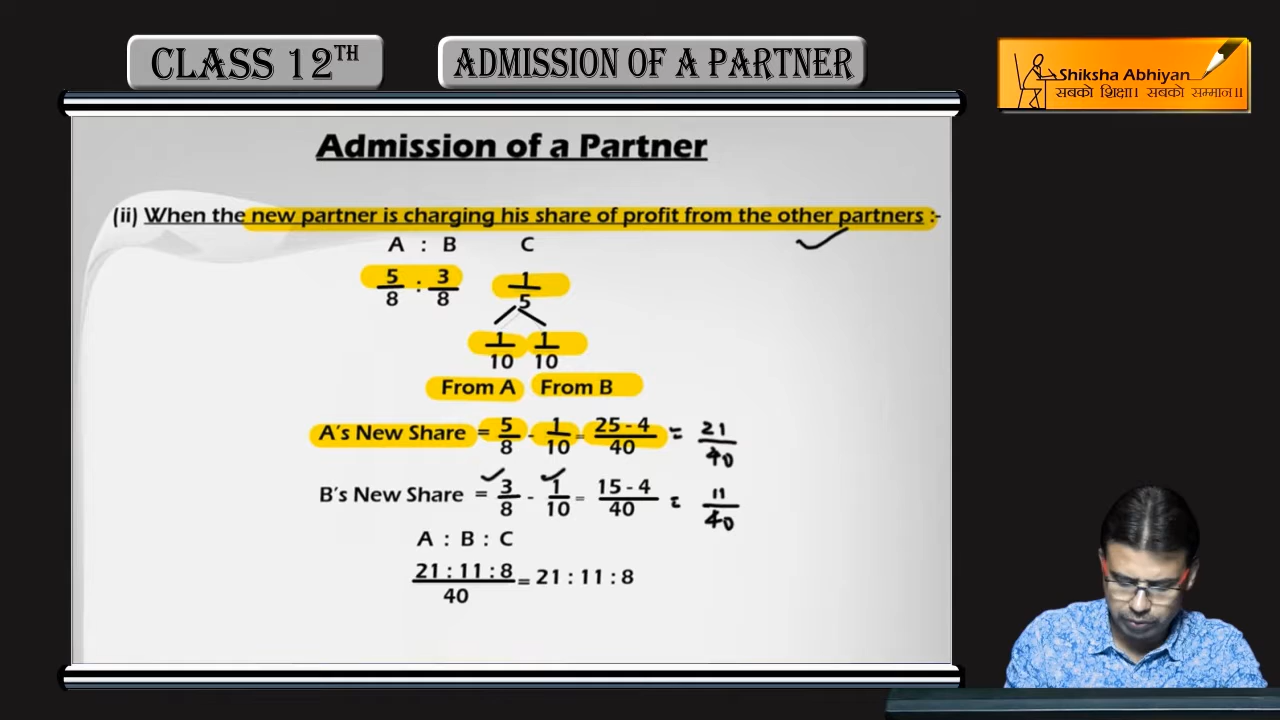 CLASS 12TH
ADMISSION OF A PARTNER
Shiksha Abhiyan
सबको शिक्षा। सबको सम्मान।।
Admission of a Partner
(ii) When the new partner is charging his share of profit from the other partners :-
A : B C
5/8 : 3/8 1/5
1/10 1/10
From A From B
A's New Share = 5/8 - 1/10 = 25 - 4/40 = 21/40
B's New Share = 3/8 - 1/10 = 15 - 4/40 = 11/40
A : B : C
21 : 11 : 8/40 = 21 : 11 : 8